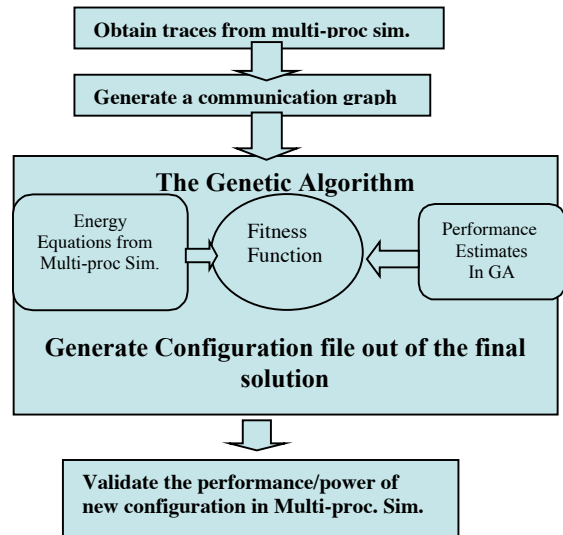 Obtain traces from multi-proc sim.
Generate a communication graph
The Genetic Algorithm
Energy
Equations from
Multi-proc Sim.
Fitness
Function
Performance
Estimates
In GA
Generate Configuration file out of the final
solution
Validate the performance/power of
new configuration in Multi-proc. Sim.